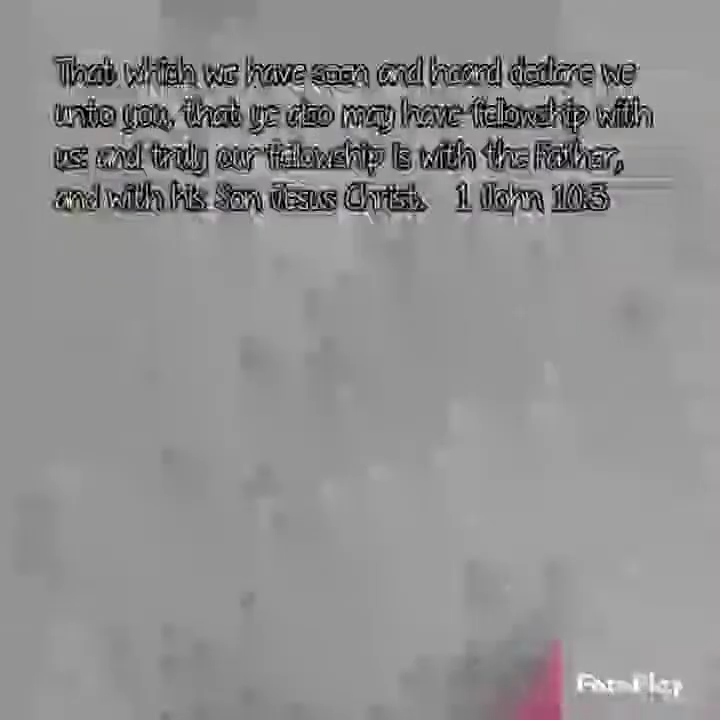 That which we have seen and heard declare we
unto you, that ye also may have fellowship with
us: and truly our fellowship is with the Father,
and with his Son Jesus Christ. 1 John 10:3